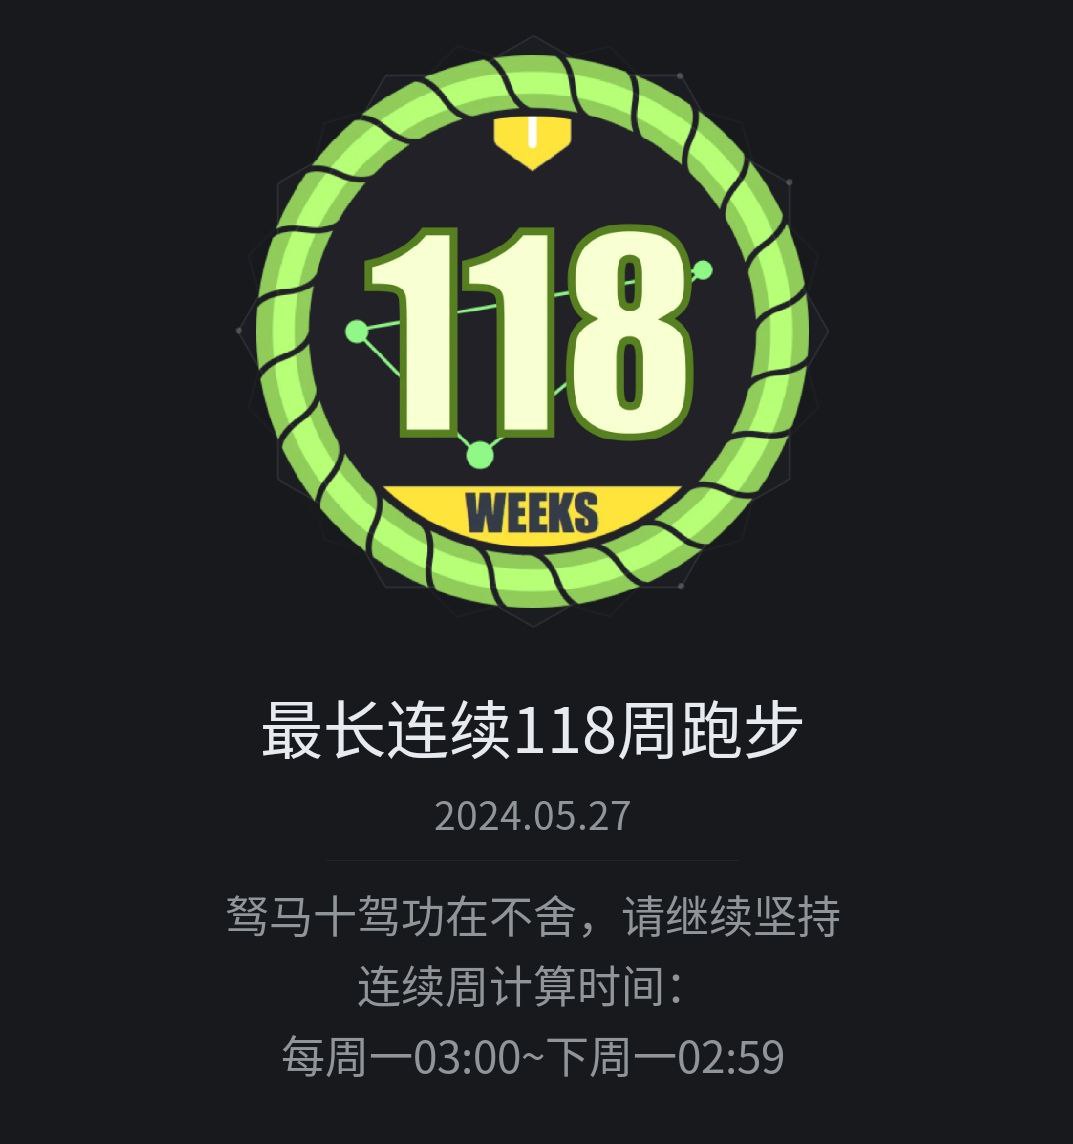 118
WEEKS
最长连续118周跑步
2024.05.27
驽马十驾功在不舍，请继续坚持
连续周计算时间：
每周一03:00~下周一02:59